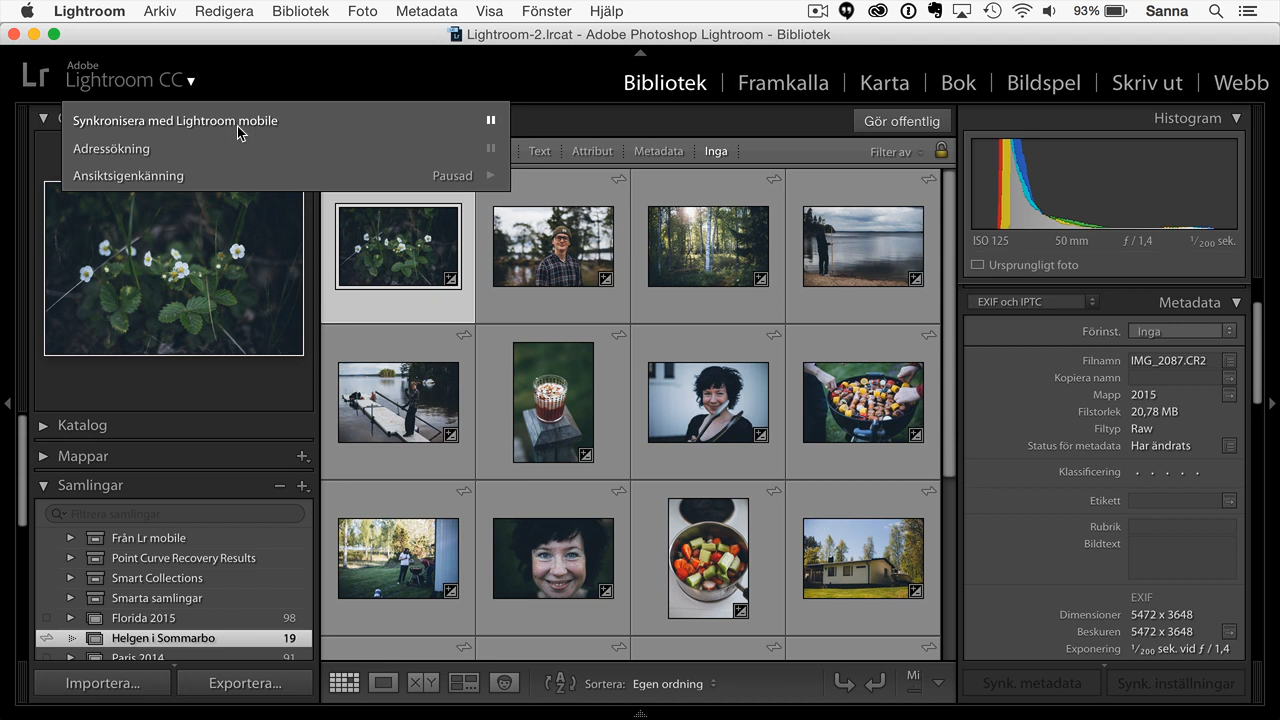 Lightroom Arkiv Redigera Bibliotek Foto Metadata Visa Fönster Hjälp 93% Sanna
Lightroom-2.lrcat - Adobe Photoshop Lightroom - Bibliotek
Lr Adobe
Lightroom CC
Bibliotek | Framkalla | Karta | Bok | Bildspel | Skriv ut | Webb
Synkronisera med Lightroom mobile
Adressökning
Ansiktsigenkänning Pausad
Gör offentlig
Text Attribut Metadata Inga Filter av
Histogram
ISO 125 50 mm ƒ / 1,4 1/200 sek.
Ursprungligt foto
EXIF och IPTC Metadata
Förinst. Inga
Filnamn IMG_2087.CR2
Kopiera namn
Mapp 2015
Filstorlek 20,78 MB
Filtyp Raw
Status för metadata Har ändrats
Klassificering . . . . .
Etikett
Rubrik
Bildtext
EXIF
Dimensioner 5472 x 3648
Beskuren 5472 x 3648
Exponering 1/200 sek. vid ƒ / 1,4
Katalog
Mappar
Samlingar
Filtrera samlingar
Från Lr mobile
Point Curve Recovery Results
Smart Collections
Smarta samlingar
Florida 2015 98
Helgen i Sommarbo 19
Paris 2014 91
Importera... Exportera...
XY
Sortera: Egen ordning
Mi
Synk. metadata Synk. inställningar